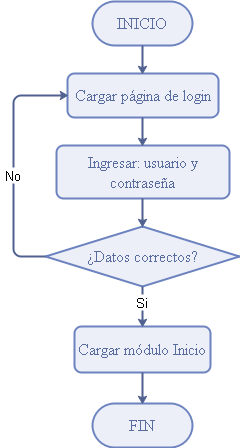 INICIO
Cargar página de login
Ingresar: usuario y
contraseña
No
¿Datos correctos?
Si
Cargar módulo Inicio
FIN